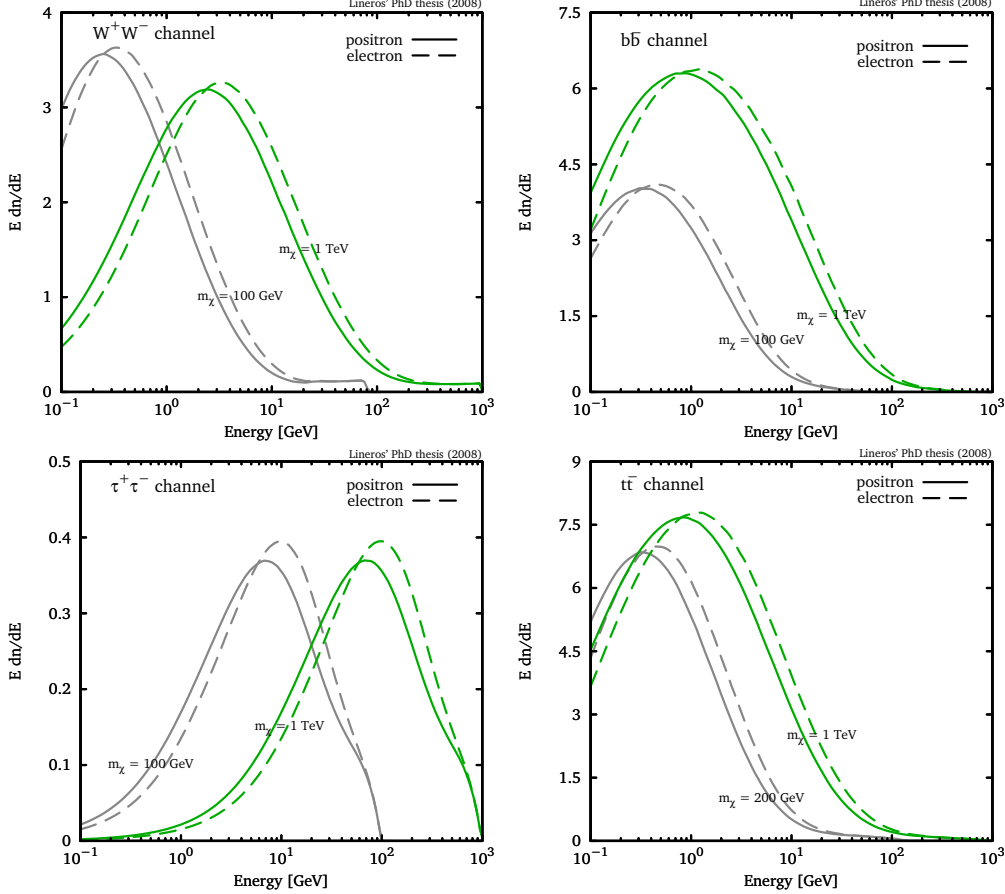 Lineros' PhD thesis (2008)
W⁺W⁻ channel
positron
electron
m_χ = 1 TeV
m_χ = 100 GeV
E dn/dE
4
3
2
1
0
10⁻¹ 10⁰ 10¹ 10² 10³
Energy [GeV]
Lineros' PhD thesis (2008)
bb̄ channel
positron
electron
m_χ = 1 TeV
m_χ = 100 GeV
E dn/dE
7.5
6
4.5
3
1.5
0
10⁻¹ 10⁰ 10¹ 10² 10³
Energy [GeV]
Lineros' PhD thesis (2008)
τ⁺τ⁻ channel
positron
electron
m_χ = 1 TeV
m_χ = 100 GeV
E dn/dE
0.5
0.4
0.3
0.2
0.1
0
10⁻¹ 10⁰ 10¹ 10² 10³
Energy [GeV]
Lineros' PhD thesis (2008)
tt̄ channel
positron
electron
m_χ = 1 TeV
m_χ = 200 GeV
E dn/dE
9
7.5
6
4.5
3
1.5
0
10⁻¹ 10⁰ 10¹ 10² 10³
Energy [GeV]